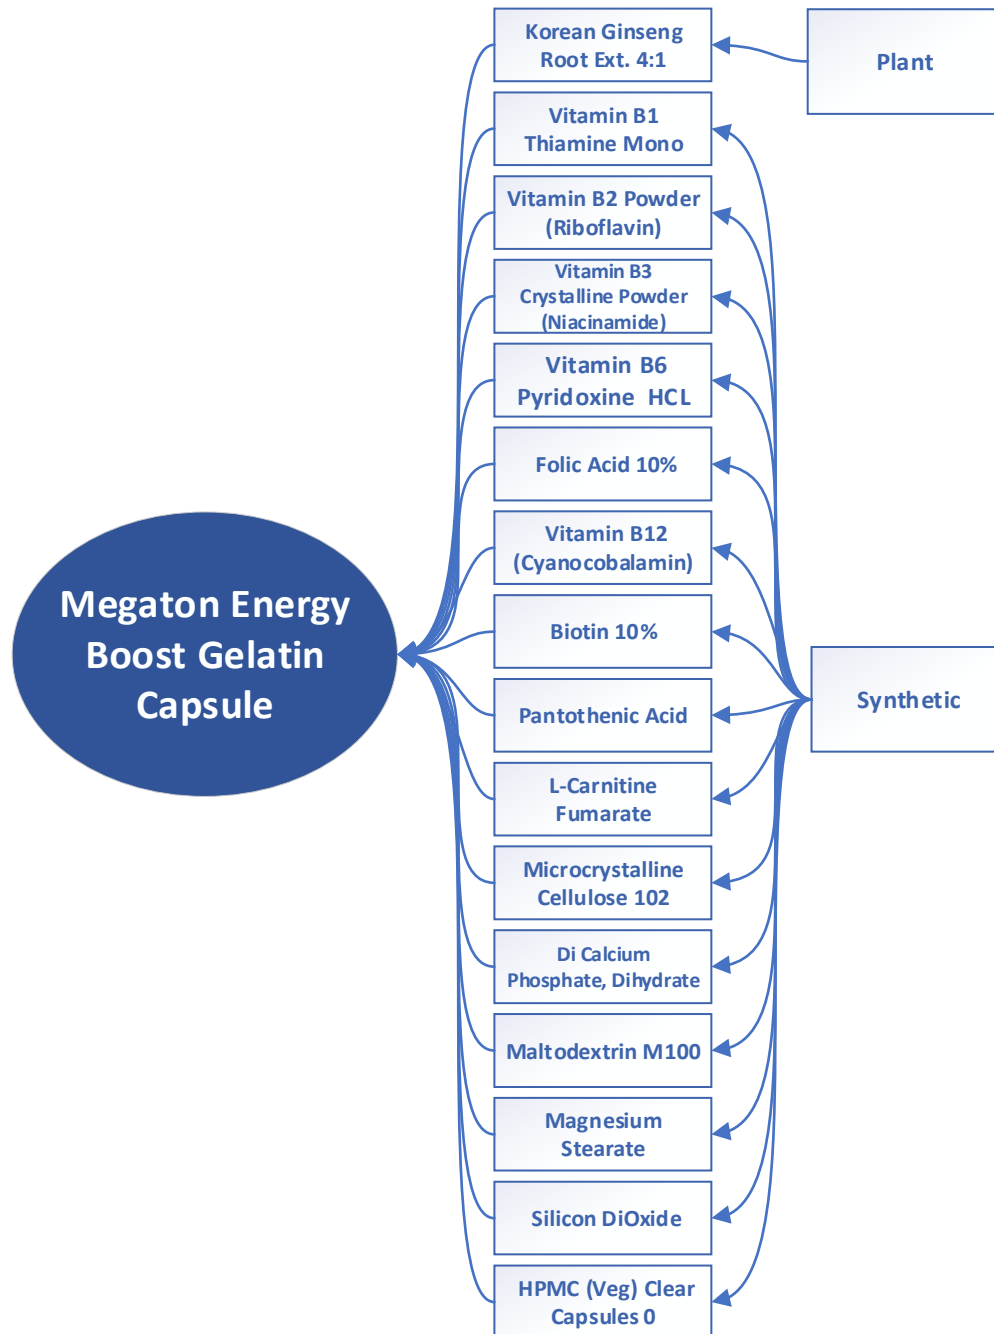 Korean Ginseng
Root Ext. 4:1
Plant
Vitamin B1
Thiamine Mono
Vitamin B2 Powder
(Riboflavin)
Vitamin B3
Crystalline Powder
(Niacinamide)
Vitamin B6
Pyridoxine HCL
Folic Acid 10%
Vitamin B12
(Cyanocobalamin)
Megaton Energy
Boost Gelatin
Capsule
Biotin 10%
Synthetic
Pantothenic Acid
L-Carnitine
Fumarate
Microcrystalline
Cellulose 102
Di Calcium
Phosphate, Dihydrate
Maltodextrin M100
Magnesium
Stearate
Silicon DiOxide
HPMC (Veg) Clear
Capsules 0